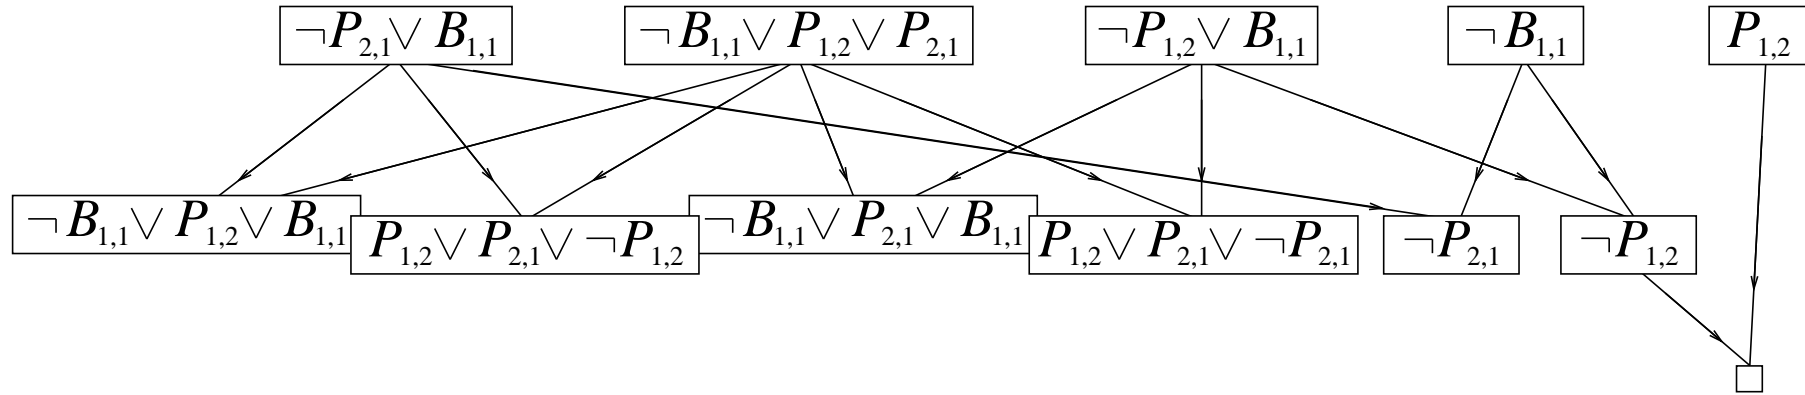 ¬P2,1 ∨ B1,1
¬B1,1 ∨ P1,2 ∨ P2,1
¬P1,2 ∨ B1,1
¬B1,1
P1,2
¬B1,1 ∨ P1,2 ∨ B1,1
P1,2 ∨ P2,1 ∨ ¬P1,2
¬B1,1 ∨ P2,1 ∨ B1,1
P1,2 ∨ P2,1 ∨ ¬P2,1
¬P2,1
¬P1,2